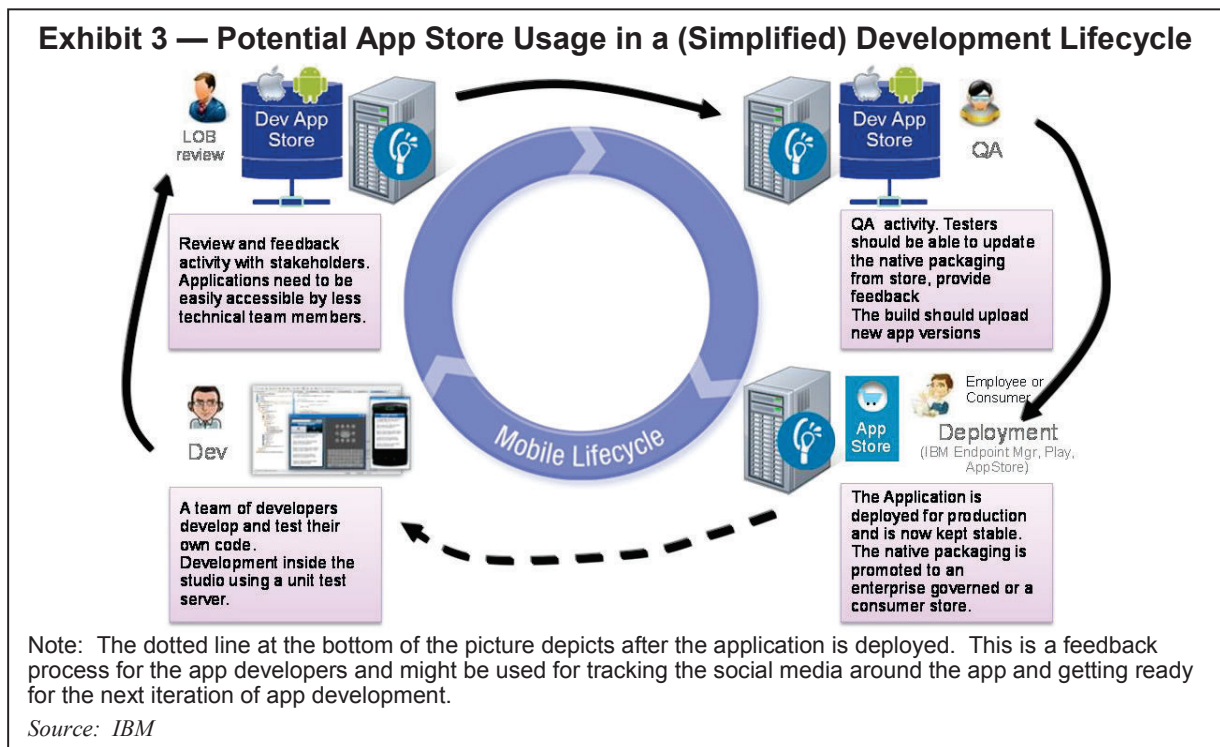 Exhibit 3 — Potential App Store Usage in a (Simplified) Development Lifecycle
LOB
review
Dev App
Store
Review and feedback
activity with stakeholders.
Applications need to be
easily accessible by less
technical team members.
Dev App
Store
QA
QA activity. Testers
should be able to update
the native packaging
from store, provide
feedback
The build should upload
new app versions
Mobile Lifecycle
Dev
A team of developers
develop and test their
own code.
Development inside the
studio using a unit test
server.
App
Store
Employee or
Consumer
Deployment
(IBM Endpoint Mgr, Play,
AppStore)
The Application is
deployed for production
and is now kept stable.
The native packaging is
promoted to an
enterprise governed or a
consumer store.
Note: The dotted line at the bottom of the picture depicts after the application is deployed. This is a feedback
process for the app developers and might be used for tracking the social media around the app and getting ready
for the next iteration of app development.
Source: IBM